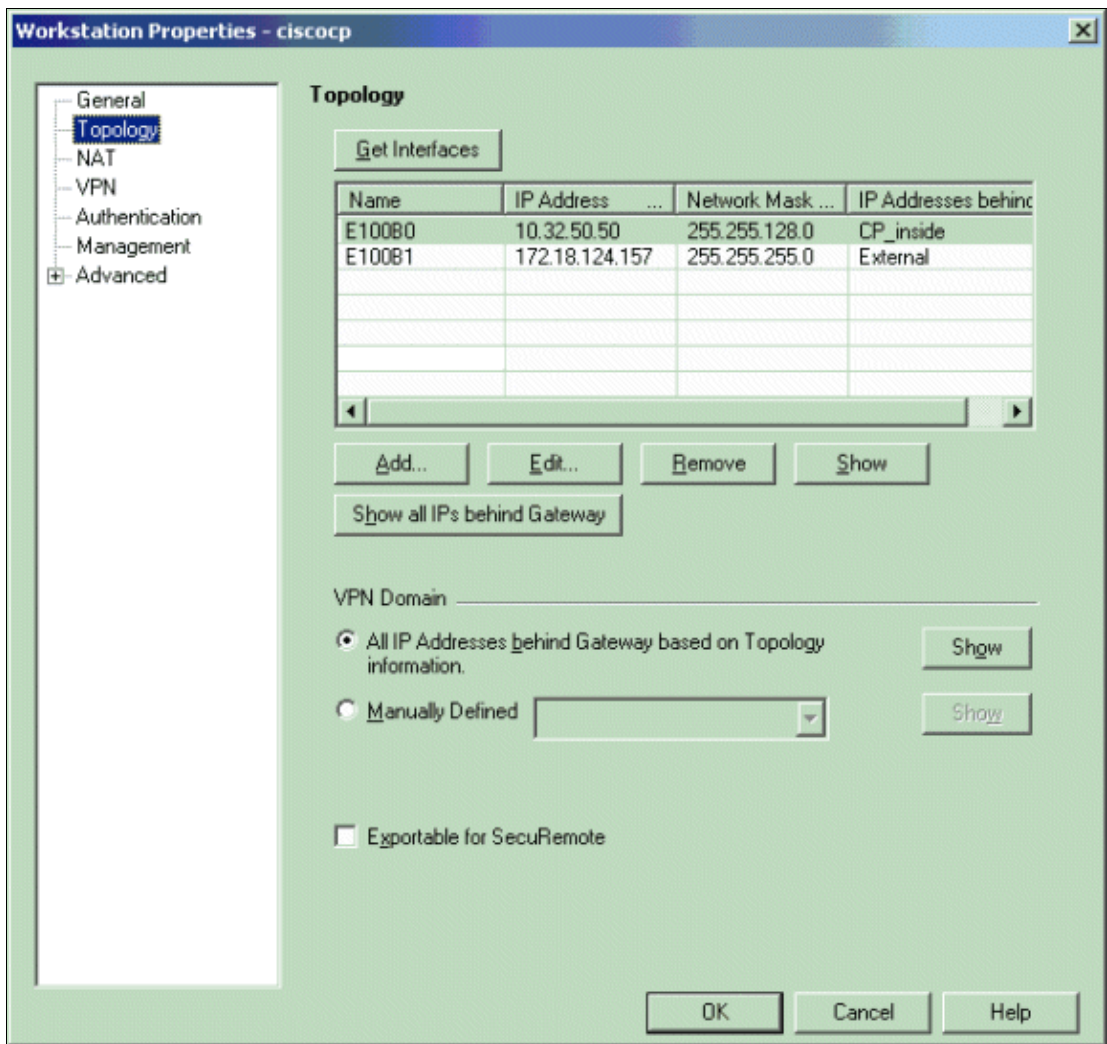 Workstation Properties - ciscocp
General
Topology
NAT
VPN
Authentication
Management
Advanced
Topology
Get Interfaces
Name IP Address ... Network Mask ... IP Addresses behind
E100B0 10.32.50.50 255.255.128.0 CP_inside
E100B1 172.18.124.157 255.255.255.0 External
Add... Edit... Remove Show
Show all IPs behind Gateway
VPN Domain
All IP Addresses behind Gateway based on Topology
information.
Show
Manually Defined
Show
Exportable for SecuRemote
OK Cancel Help